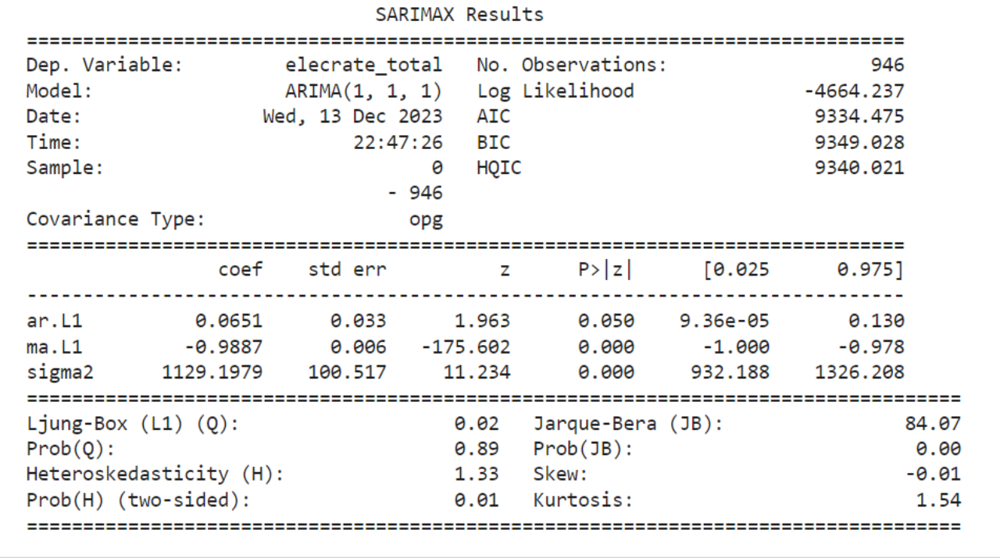 SARIMAX Results
==============================================================================
Dep. Variable: elecrate_total No. Observations: 946
Model: ARIMA(1, 1, 1) Log Likelihood -4664.237
Date: Wed, 13 Dec 2023 AIC 9334.475
Time: 22:47:26 BIC 9349.028
Sample: 0 HQIC 9340.021
- 946
Covariance Type: opg
==============================================================================
coef std err z P>|z| [0.025 0.975]
------------------------------------------------------------------------------
ar.L1 0.0651 0.033 1.963 0.050 9.36e-05 0.130
ma.L1 -0.9887 0.006 -175.602 0.000 -1.000 -0.978
sigma2 1129.1979 100.517 11.234 0.000 932.188 1326.208
===================================================================================
Ljung-Box (L1) (Q): 0.02 Jarque-Bera (JB): 84.07
Prob(Q): 0.89 Prob(JB): 0.00
Heteroskedasticity (H): 1.33 Skew: -0.01
Prob(H) (two-sided): 0.01 Kurtosis: 1.54
===================================================================================